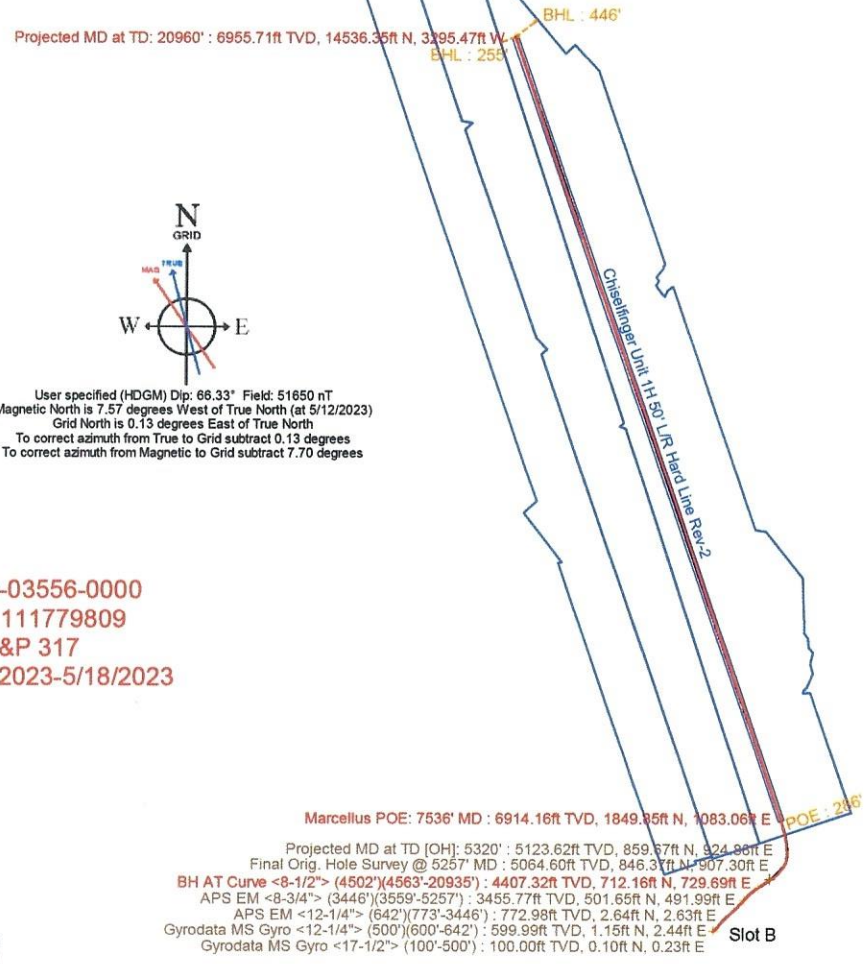 BHL : 446'
Projected MD at TD: 20960' : 6955.71ft TVD, 14536.35ft N, 3295.47ft W
BHL : 255'
N
GRID
MAG
TRUE
W
E
User specified (HDGM) Dip: 66.33° Field: 51650 nT
Magnetic North is 7.57 degrees West of True North (at 5/12/2023)
Grid North is 0.13 degrees East of True North
To correct azimuth from True to Grid subtract 0.13 degrees
To correct azimuth from Magnetic to Grid subtract 7.70 degrees
Chiselfinger Unit 1H 50' L/R Hard Line Rev-2
-03556-0000
111779809
&P 317
2023-5/18/2023
Marcellus POE: 7536' MD : 6914.16ft TVD, 1849.85ft N, 1083.06ft E
POE : 286'
Projected MD at TD [OH]: 5320' : 5123.62ft TVD, 859.67ft N, 924.86ft E
Final Orig. Hole Survey @ 5257' MD : 5064.60ft TVD, 846.37ft N, 907.30ft E
BH AT Curve <8-1/2"> (4502')(4563'-20935') : 4407.32ft TVD, 712.16ft N, 729.69ft E
APS EM <8-3/4"> (3446')(3559'-5257') : 3455.77ft TVD, 501.65ft N, 491.99ft E
APS EM <12-1/4"> (642')(773'-3446') : 772.98ft TVD, 2.64ft N, 2.63ft E
Gyrodata MS Gyro <12-1/4"> (500')(600'-642') : 599.99ft TVD, 1.15ft N, 2.44ft E
Slot B
Gyrodata MS Gyro <17-1/2"> (100'-500') : 100.00ft TVD, 0.10ft N, 0.23ft E